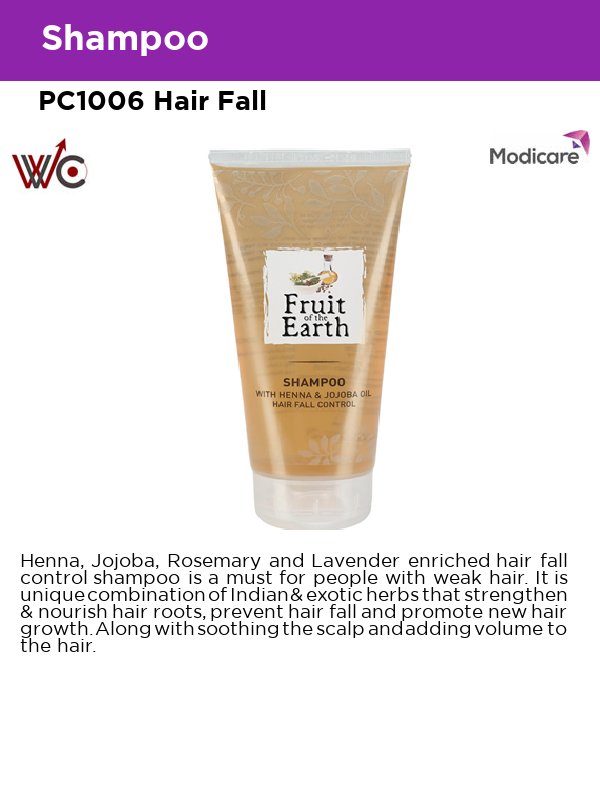 Shampoo
PC1006 Hair Fall
WC
Modicare
Fruit
of the
Earth
SHAMPOO
WITH HENNA & JOJOBA OIL
HAIR FALL CONTROL
Henna, Jojoba, Rosemary and Lavender enriched hair fall
control shampoo is a must for people with weak hair. It is
unique combination of Indian & exotic herbs that strengthen
& nourish hair roots, prevent hair fall and promote new hair
growth. Along with soothing the scalp and adding volume to
the hair.